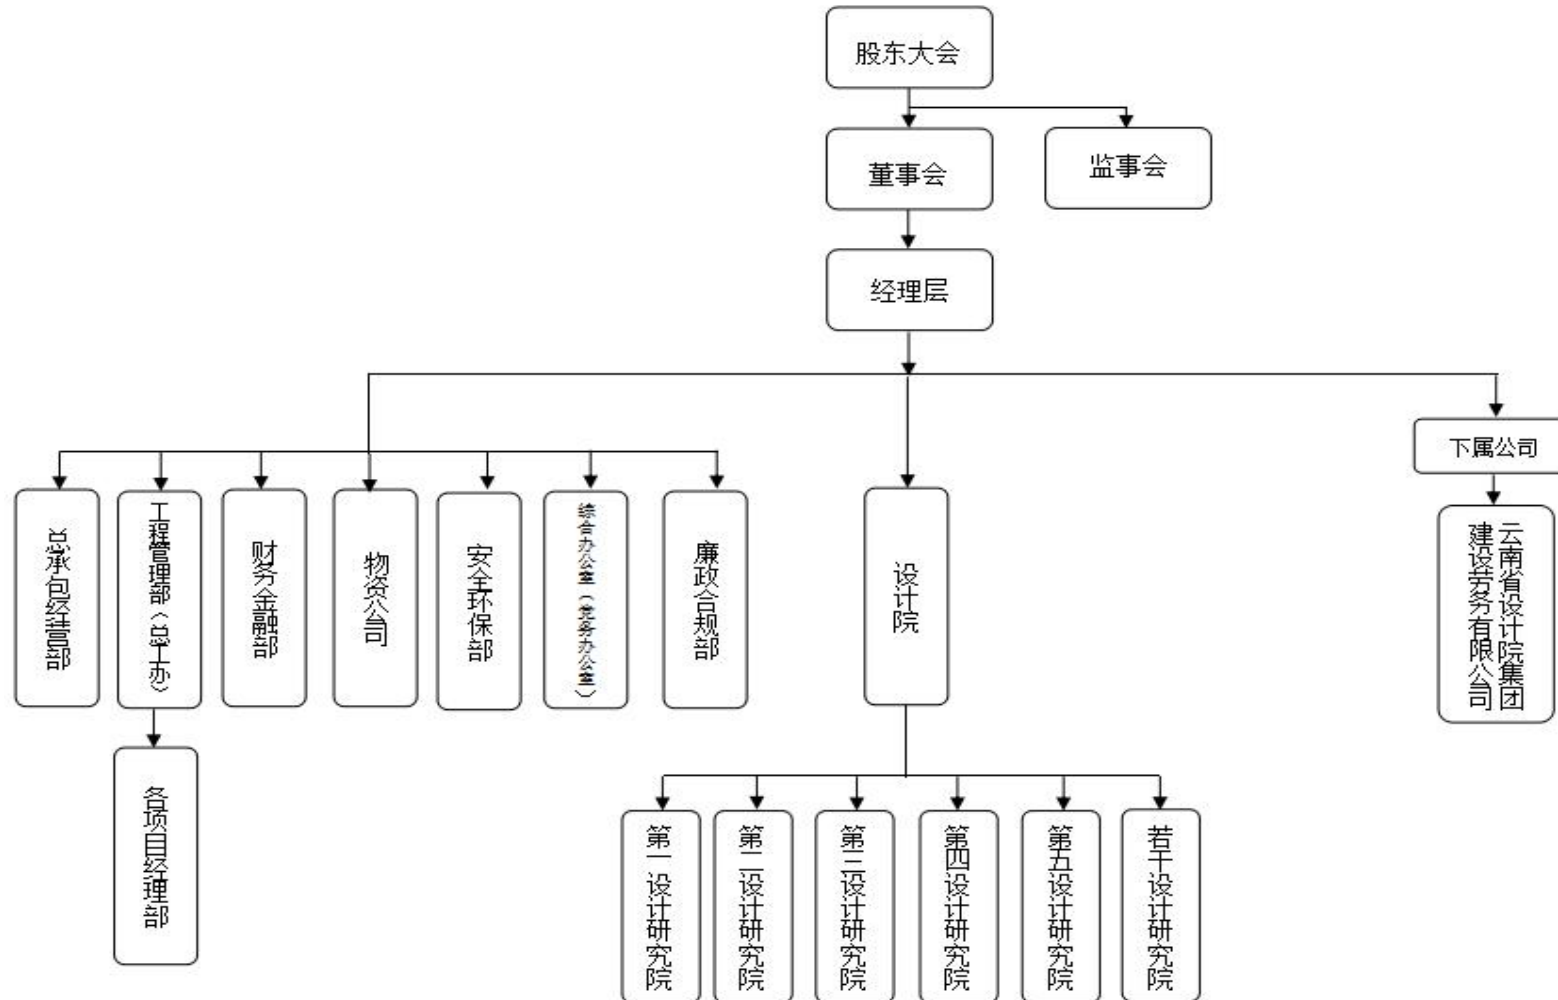 股东大会
董事会
监事会
经理层
下属公司
总承包经营部
工程管理部（总工办）
财务金融部
物资公司
安全环保部
综合办公室（党务办公室）
廉政合规部
设计院
云南省设计院集团
建设劳务有限公司
各项目经理部
第一设计研究院
第二设计研究院
第三设计研究院
第四设计研究院
第五设计研究院
若干设计研究院